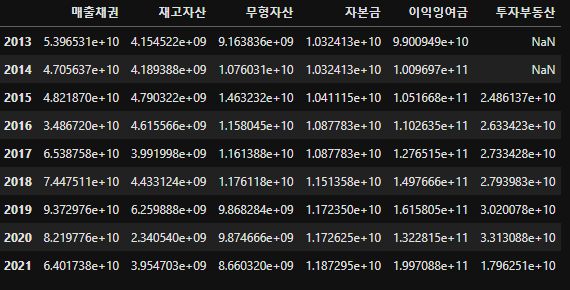 매출채권 재고자산 무형자산 자본금 이익잉여금 투자부동산
2013 5.396531e+10 4.154522e+09 9.163836e+09 1.032413e+10 9.900949e+10 NaN
2014 4.705637e+10 4.189388e+09 1.076031e+10 1.032413e+10 1.009697e+11 NaN
2015 4.821870e+10 4.790322e+09 1.463232e+10 1.041115e+10 1.051668e+11 2.486137e+10
2016 3.486720e+10 4.615566e+09 1.158045e+10 1.087783e+10 1.102635e+11 2.633423e+10
2017 6.538758e+10 3.991998e+09 1.161388e+10 1.087783e+10 1.276515e+11 2.733428e+10
2018 7.447511e+10 4.433124e+09 1.176118e+10 1.151358e+10 1.497666e+11 2.793983e+10
2019 9.372976e+10 6.259888e+09 9.868284e+09 1.172350e+10 1.615805e+11 3.020078e+10
2020 8.219776e+10 2.340540e+09 9.874666e+09 1.172625e+10 1.322815e+11 3.313088e+10
2021 6.401738e+10 3.954703e+09 8.660320e+09 1.187295e+10 1.997088e+11 1.796251e+10